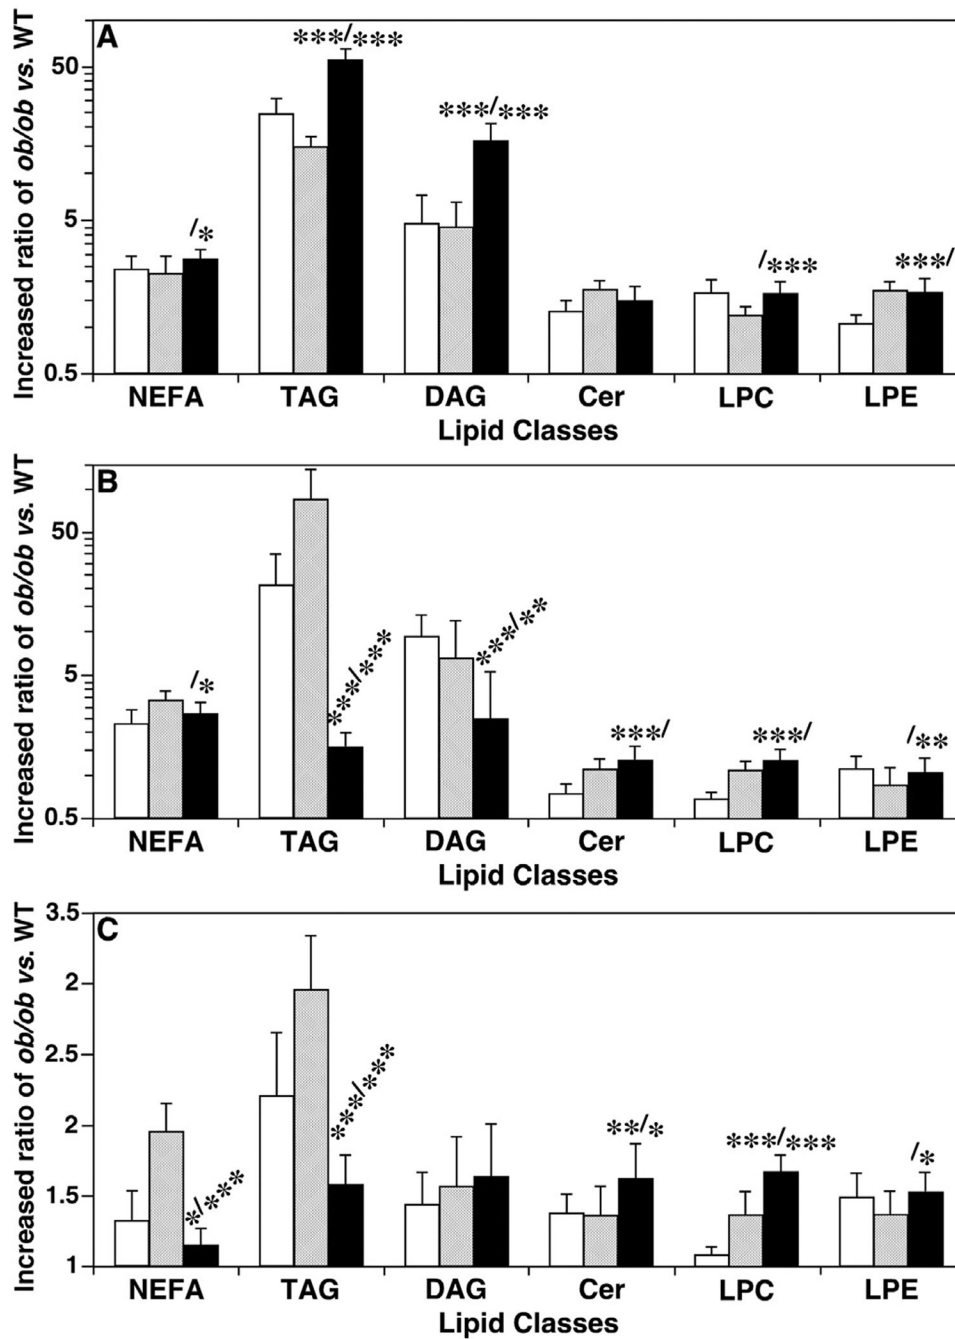 A
Increased ratio of ob/ob vs. WT
50
5
0.5
***/***
***/***
/*
/***
***/
NEFA TAG DAG Cer LPC LPE
Lipid Classes
B
Increased ratio of ob/ob vs. WT
50
5
0.5
/*
***/***
***/**
***/
***/
/**
NEFA TAG DAG Cer LPC LPE
Lipid Classes
C
Increased ratio of ob/ob vs. WT
3.5
2
2.5
2
1.5
1
*/***
***/***
**/*
***/***
/*
NEFA TAG DAG Cer LPC LPE
Lipid Classes